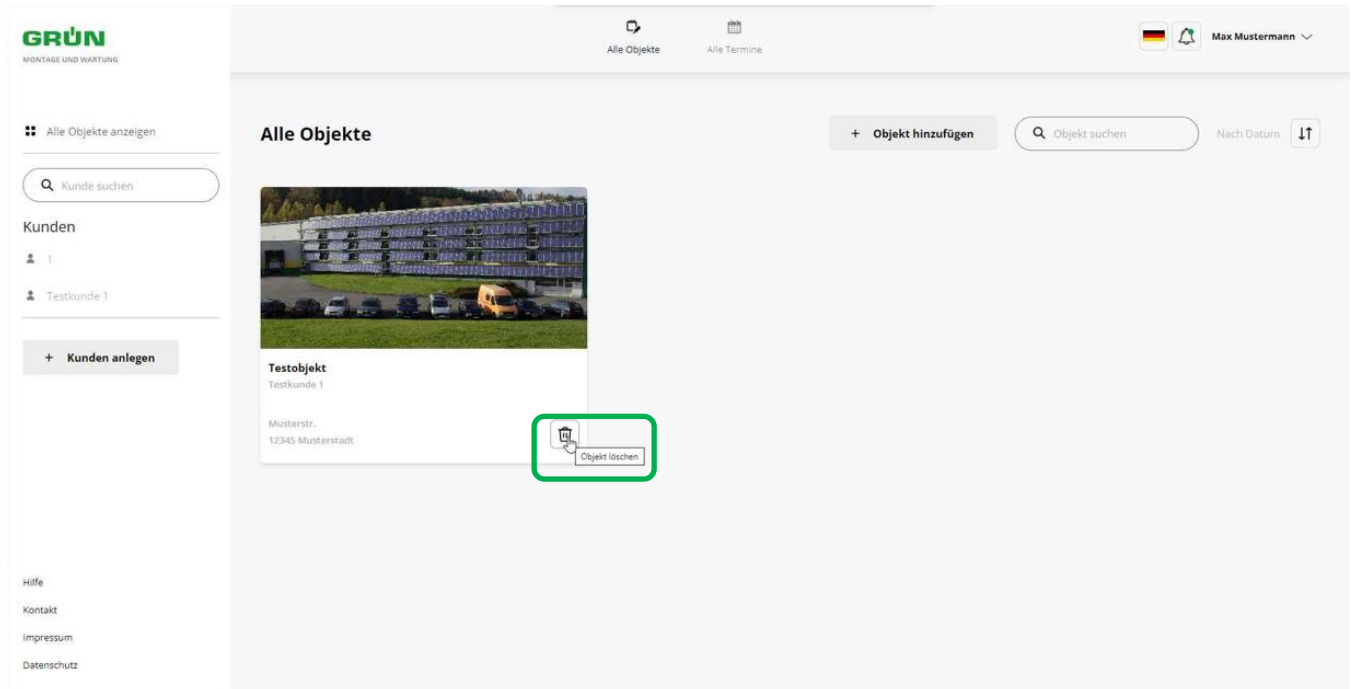 GRÜN
MONTAGE UND WARTUNG
Alle Objekte
Alle Termine
Max Mustermann
Alle Objekte anzeigen
Kunde suchen
Kunden
1
Testkunde 1
+ Kunden anlegen
Hilfe
Kontakt
Impressum
Datenschutz
Alle Objekte
+ Objekt hinzufügen
Objekt suchen
Nach Datum
Testobjekt
Testkunde 1
Musterstr.
12345 Musterstadt
Objekt löschen